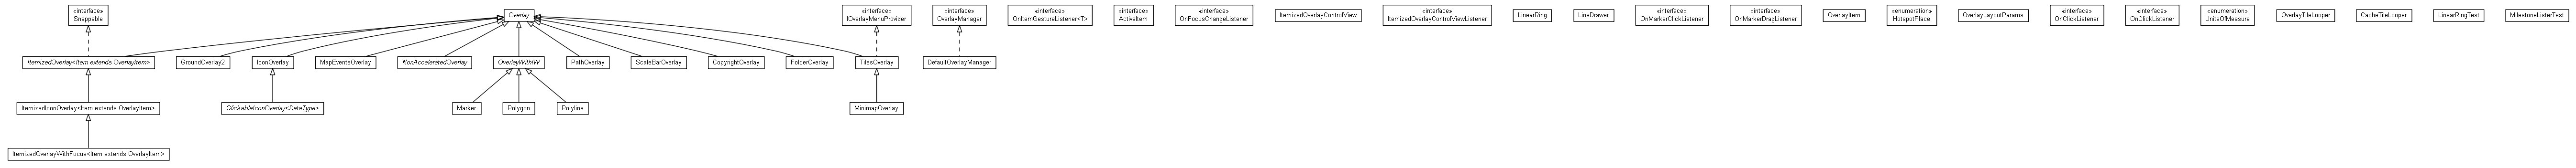 «interface»
Snappable
Overlay
«interface»
IOverlayMenuProvider
«interface»
OverlayManager
«interface»
OnItemGestureListener<T>
«interface»
ActiveItem
«interface»
OnFocusChangeListener
ItemizedOverlayControlView
«interface»
ItemizedOverlayControlViewListener
LinearRing
LineDrawer
«interface»
OnMarkerClickListener
«interface»
OnMarkerDragListener
OverlayItem
«enumeration»
HotspotPlace
OverlayLayoutParams
«interface»
OnClickListener
«interface»
OnClickListener
«enumeration»
UnitsOfMeasure
OverlayTileLooper
CacheTileLooper
LinearRingTest
MilestoneListerTest
ItemizedOverlay<Item extends OverlayItem>
GroundOverlay2
IconOverlay
MapEventsOverlay
NonAcceleratedOverlay
OverlayWithIW
PathOverlay
ScaleBarOverlay
CopyrightOverlay
FolderOverlay
TilesOverlay
DefaultOverlayManager
ItemizedIconOverlay<Item extends OverlayItem>
ClickableIconOverlay<DataType>
Marker
Polygon
Polyline
MinimapOverlay
ItemizedOverlayWithFocus<Item extends OverlayItem>